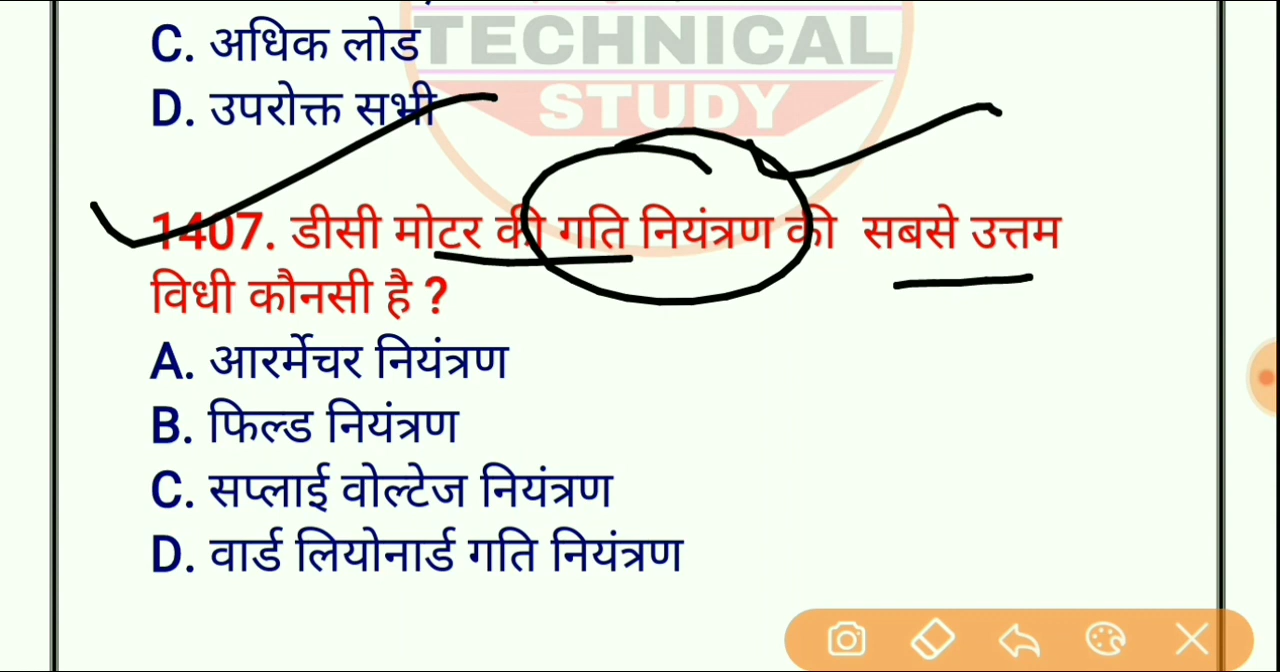 C. अधिक लोड
TECHNICAL
D. उपरोक्त सभी
STUDY
1407. डीसी मोटर की गति नियंत्रण की सबसे उत्तम
विधी कौनसी है ?
A. आरर्मेचर नियंत्रण
B. फिल्ड नियंत्रण
C. सप्लाई वोल्टेज नियंत्रण
D. वार्ड लियोनार्ड गति नियंत्रण